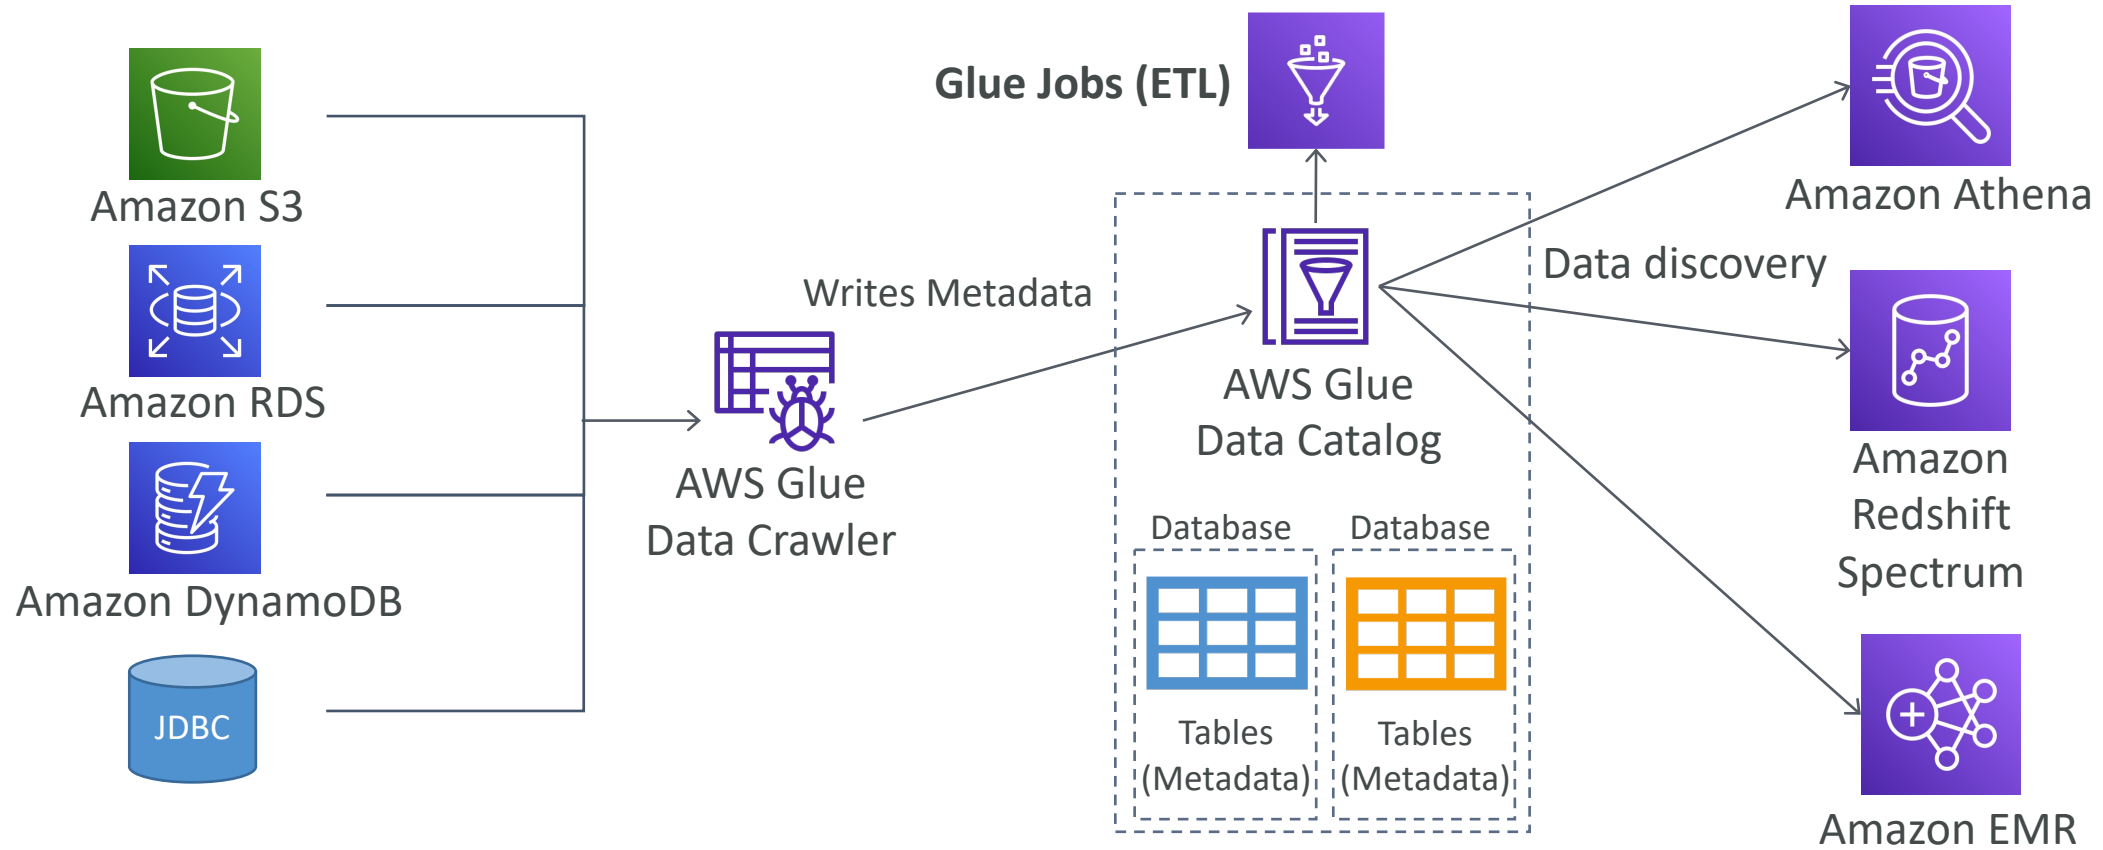 Amazon S3
Amazon RDS
Amazon DynamoDB
JDBC
AWS Glue
Data Crawler
Writes Metadata
Glue Jobs (ETL)
AWS Glue
Data Catalog
Database
Tables
(Metadata)
Database
Tables
(Metadata)
Data discovery
Amazon Athena
Amazon
Redshift
Spectrum
Amazon EMR